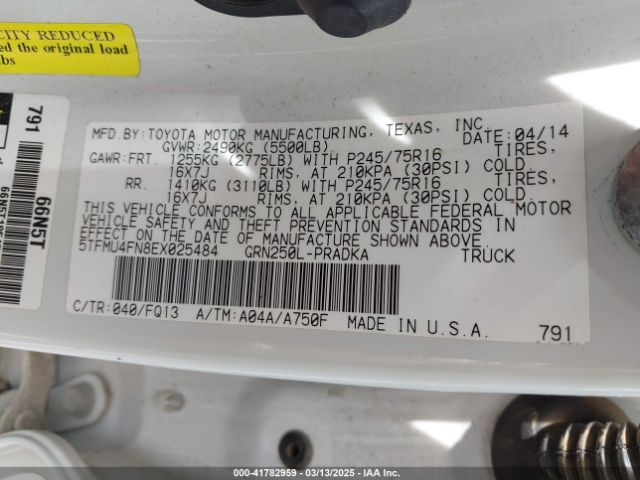 CITY REDUCED
the original load
lbs
791
66N5T
MFD.BY:TOYOTA MOTOR MANUFACTURING, TEXAS, INC.
GVWR:2490KG (5500LB) DATE:04/14
GAWR:FRT. 1255KG (2775LB) WITH P245/75R16 TIRES,
16X7J RIMS, AT 210KPA (30PSI) COLD.
RR. 1410KG (3110LB) WITH P245/75R16 TIRES,
16X7J RIMS, AT 210KPA (30PSI) COLD.
THIS VEHICLE CONFORMS TO ALL APPLICABLE FEDERAL MOTOR
VEHICLE SAFETY AND THEFT PREVENTION STANDARDS IN
EFFECT ON THE DATE OF MANUFACTURE SHOWN ABOVE.
5TFMU4FN8EX025484 GRN250L-PRADKA TRUCK
C/TR:040/FQ13 A/TM:A04A/A750F MADE IN U.S.A. 791
000-41782959 — 03/13/2025 — IAA Inc.